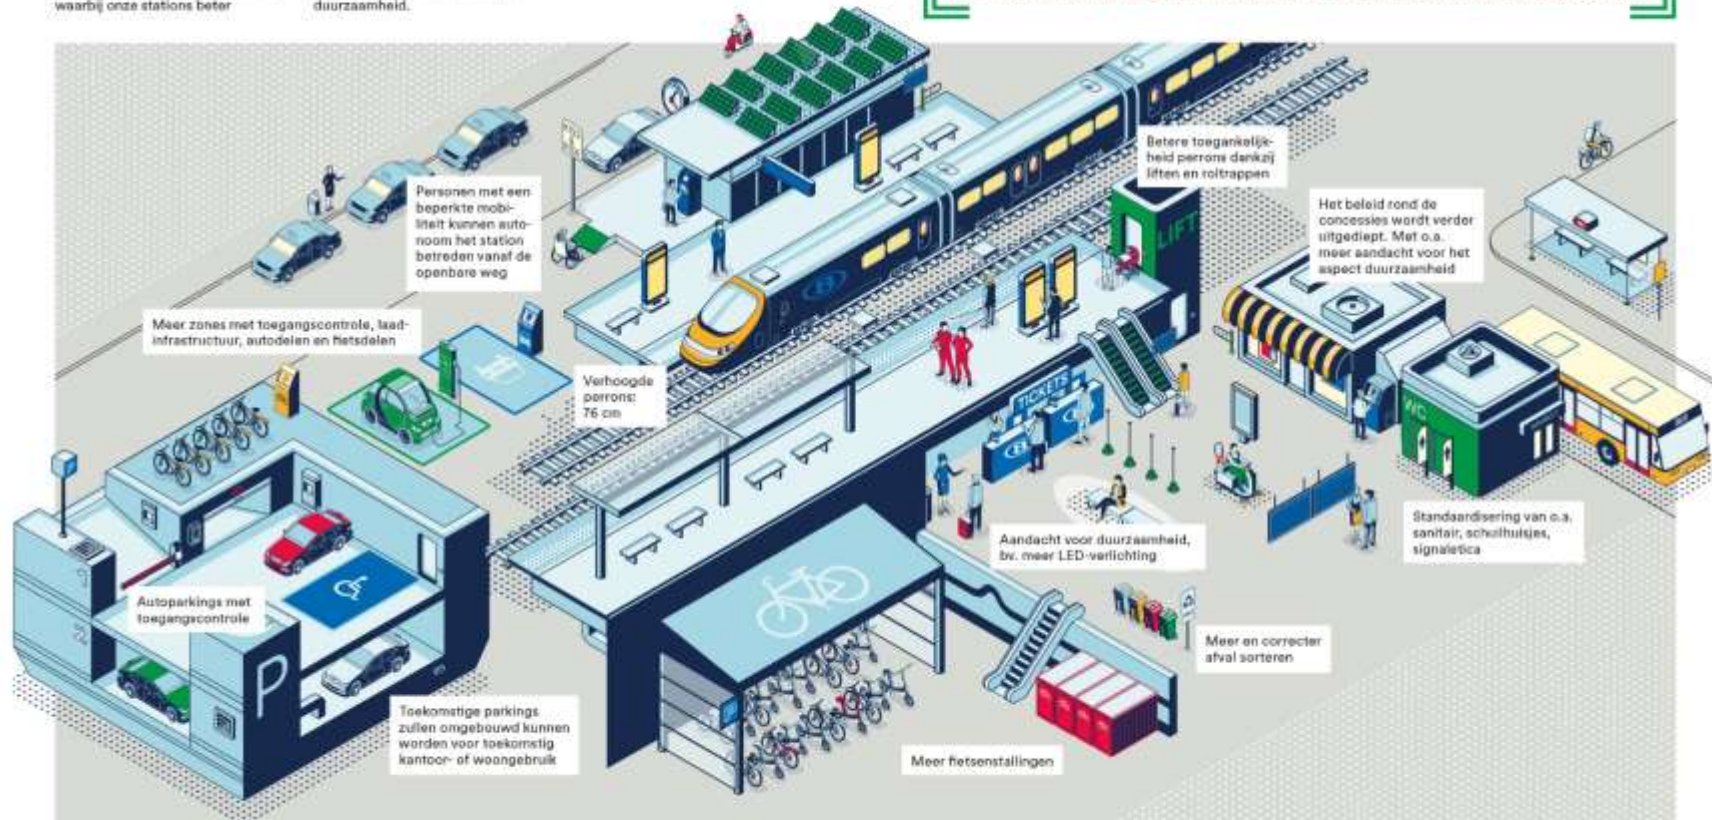 waarbij onze stations beter
duurzaamheid.
Personen met een
beperkte mobi-
liteit kunnen auto-
noom het station
betreden vanaf de
openbare weg
Betere toegankelijk-
heid perrons dankzij
liften en roltrappen
Het beleid rond de
concessies wordt verder
uitgediept. Met o.a.
meer aandacht voor het
aspect duurzaamheid
LIFT
Meer zones met toegangscontrole, laad-
infrastructuur, autodelen en fietsdelen
Verhoogde
perrons:
76 cm
TICKETS
B
B
B
WC
Standaardisering van o.a.
sanitair, schuilhuisjes,
signaletica
Aandacht voor duurzaamheid,
bv. meer LED-verlichting
1
2
Autoparkings met
toegangscontrole
P
Meer en correcter
afval sorteren
Toekomstige parkings
zullen omgebouwd kunnen
worden voor toekomstig
kantoor- of woongebruik
Meer fietsenstallingen